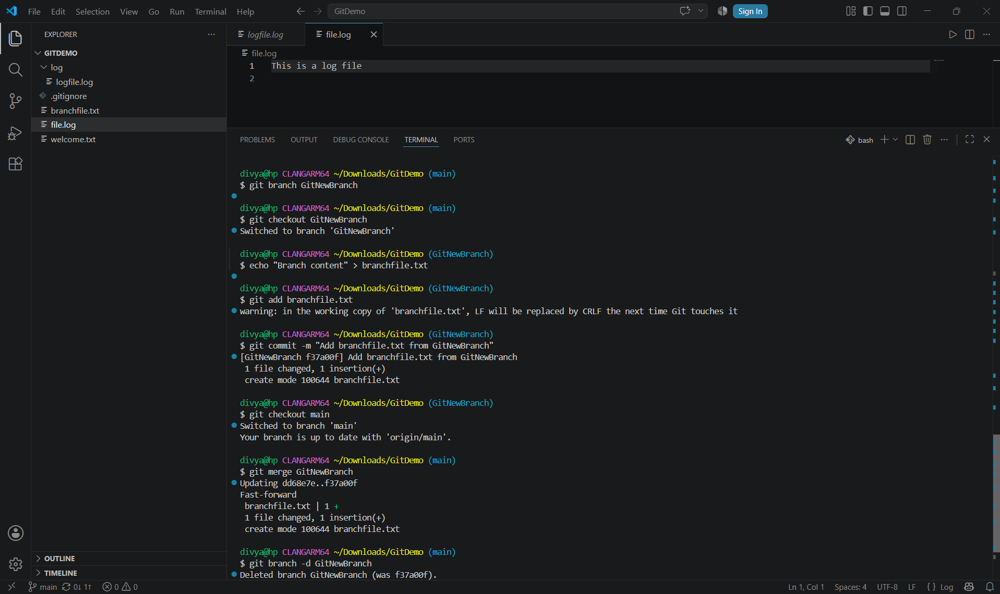 File Edit Selection View Go Run Terminal Help GitDemo Sign In
EXPLORER
GITDEMO
log
logfile.log
.gitignore
branchfile.txt
file.log
welcome.txt
OUTLINE
TIMELINE
logfile.log file.log
file.log
1 This is a log file
2
PROBLEMS OUTPUT DEBUG CONSOLE TERMINAL PORTS bash
divya@hp CLANGARM64 ~/Downloads/GitDemo (main)
$ git branch GitNewBranch
divya@hp CLANGARM64 ~/Downloads/GitDemo (main)
$ git checkout GitNewBranch
Switched to branch 'GitNewBranch'
divya@hp CLANGARM64 ~/Downloads/GitDemo (GitNewBranch)
$ echo "Branch content" > branchfile.txt
divya@hp CLANGARM64 ~/Downloads/GitDemo (GitNewBranch)
$ git add branchfile.txt
warning: in the working copy of 'branchfile.txt', LF will be replaced by CRLF the next time Git touches it
divya@hp CLANGARM64 ~/Downloads/GitDemo (GitNewBranch)
$ git commit -m "Add branchfile.txt from GitNewBranch"
[GitNewBranch f37a00f] Add branchfile.txt from GitNewBranch
1 file changed, 1 insertion(+)
create mode 100644 branchfile.txt
divya@hp CLANGARM64 ~/Downloads/GitDemo (GitNewBranch)
$ git checkout main
Switched to branch 'main'
Your branch is up to date with 'origin/main'.
divya@hp CLANGARM64 ~/Downloads/GitDemo (main)
$ git merge GitNewBranch
Updating dd68e7e..f37a00f
Fast-forward
branchfile.txt | 1 +
1 file changed, 1 insertion(+)
create mode 100644 branchfile.txt
divya@hp CLANGARM64 ~/Downloads/GitDemo (main)
$ git branch -d GitNewBranch
Deleted branch GitNewBranch (was f37a00f).
main 0↓ 1↑ 0 0 Ln 1, Col 1 Spaces: 4 UTF-8 LF { } Log